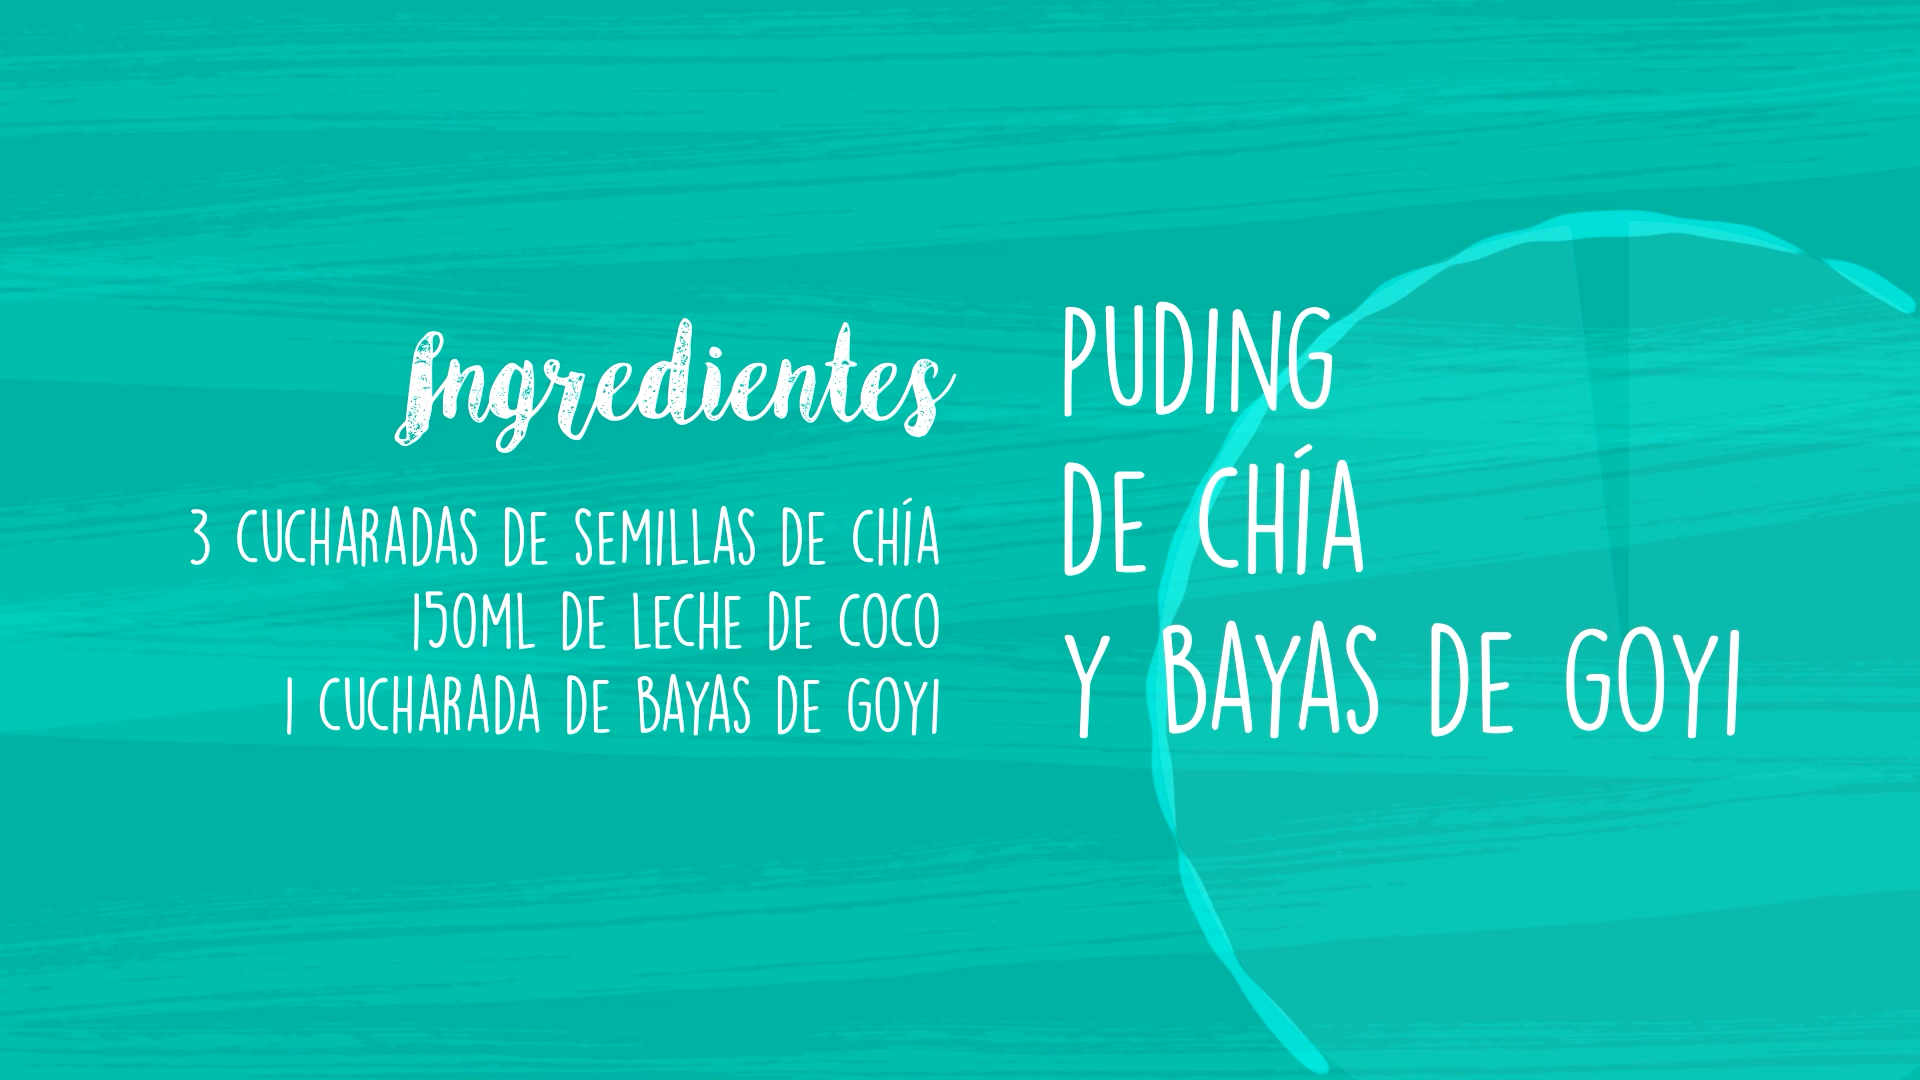 Ingredientes
3 CUCHARADAS DE SEMILLAS DE CHÍA
150ML DE LECHE DE COCO
1 CUCHARADA DE BAYAS DE GOYI
PUDING
DE CHÍA
Y BAYAS DE GOYI